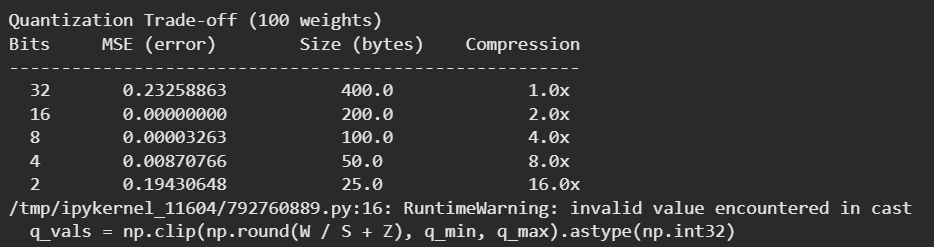 Quantization Trade-off (100 weights)
Bits MSE (error) Size (bytes) Compression
-------------------------------------------------------
32 0.23258863 400.0 1.0x
16 0.00000000 200.0 2.0x
8 0.00003263 100.0 4.0x
4 0.00870766 50.0 8.0x
2 0.19430648 25.0 16.0x
/tmp/ipykernel_11604/792760889.py:16: RuntimeWarning: invalid value encountered in cast
q_vals = np.clip(np.round(W / S + Z), q_min, q_max).astype(np.int32)